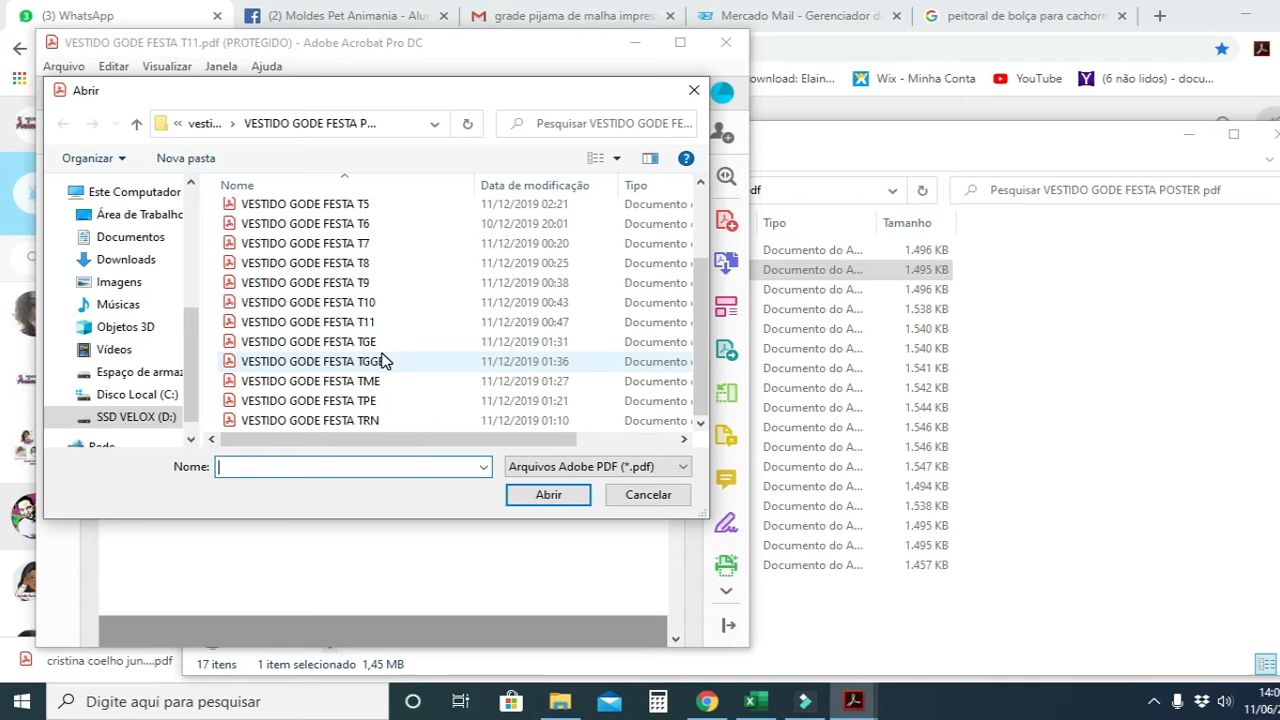 (3) WhatsApp
(2) Moldes Pet Animania - Alu
grade pijama de malha impres
Mercado Mail - Gerenciador de
peitoral de bolça para cachorr
VESTIDO GODE FESTA T11.pdf (PROTEGIDO) - Adobe Acrobat Pro DC
Arquivo Editar Visualizar Janela Ajuda
ownload: Elain...
Wix - Minha Conta
YouTube
(6 não lidos) - docu...
Abrir
« vesti... › VESTIDO GODE FESTA P...
Pesquisar VESTIDO GODE FE...
Organizar
Nova pasta
df
Pesquisar VESTIDO GODE FESTA POSTER pdf
Este Computador
Área de Trabalho
Documentos
Downloads
Imagens
Músicas
Objetos 3D
Vídeos
Espaço de armaz
Disco Local (C:)
SSD VELOX (D:)
Rede
Nome Data de modificação Tipo
VESTIDO GODE FESTA T5 11/12/2019 02:21 Documento
VESTIDO GODE FESTA T6 10/12/2019 20:01 Documento
VESTIDO GODE FESTA T7 11/12/2019 00:20 Documento
VESTIDO GODE FESTA T8 11/12/2019 00:25 Documento
VESTIDO GODE FESTA T9 11/12/2019 00:38 Documento
VESTIDO GODE FESTA T10 11/12/2019 00:43 Documento
VESTIDO GODE FESTA T11 11/12/2019 00:47 Documento
VESTIDO GODE FESTA TGE 11/12/2019 01:31 Documento
VESTIDO GODE FESTA TGGE 11/12/2019 01:36 Documento
VESTIDO GODE FESTA TME 11/12/2019 01:27 Documento
VESTIDO GODE FESTA TPE 11/12/2019 01:21 Documento
VESTIDO GODE FESTA TRN 11/12/2019 01:10 Documento
Nome:
Arquivos Adobe PDF (*.pdf)
Abrir
Cancelar
Tipo Tamanho
Documento do A... 1.496 KB
Documento do A... 1.495 KB
Documento do A... 1.496 KB
Documento do A... 1.538 KB
Documento do A... 1.540 KB
Documento do A... 1.540 KB
Documento do A... 1.541 KB
Documento do A... 1.542 KB
Documento do A... 1.544 KB
Documento do A... 1.546 KB
Documento do A... 1.546 KB
Documento do A... 1.547 KB
Documento do A... 1.494 KB
Documento do A... 1.538 KB
Documento do A... 1.495 KB
Documento do A... 1.495 KB
Documento do A... 1.457 KB
cristina coelho jun....pdf
17 itens 1 item selecionado 1,45 MB
Digite aqui para pesquisar
14:0
11/06/2